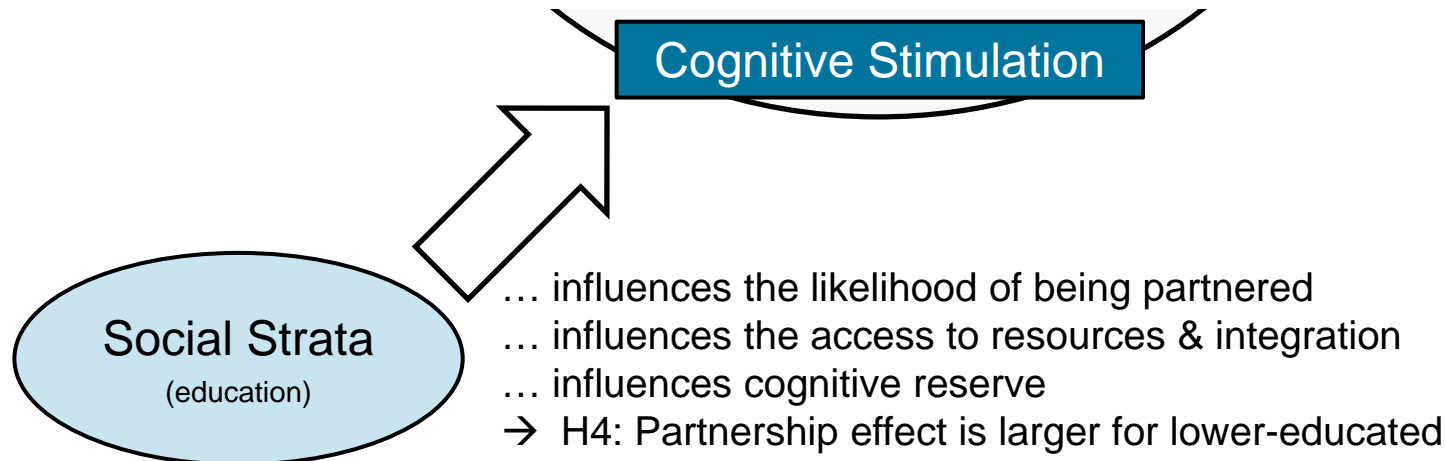 Cognitive Stimulation
Social Strata
(education)
… influences the likelihood of being partnered
… influences the access to resources & integration
… influences cognitive reserve
→ H4: Partnership effect is larger for lower-educated